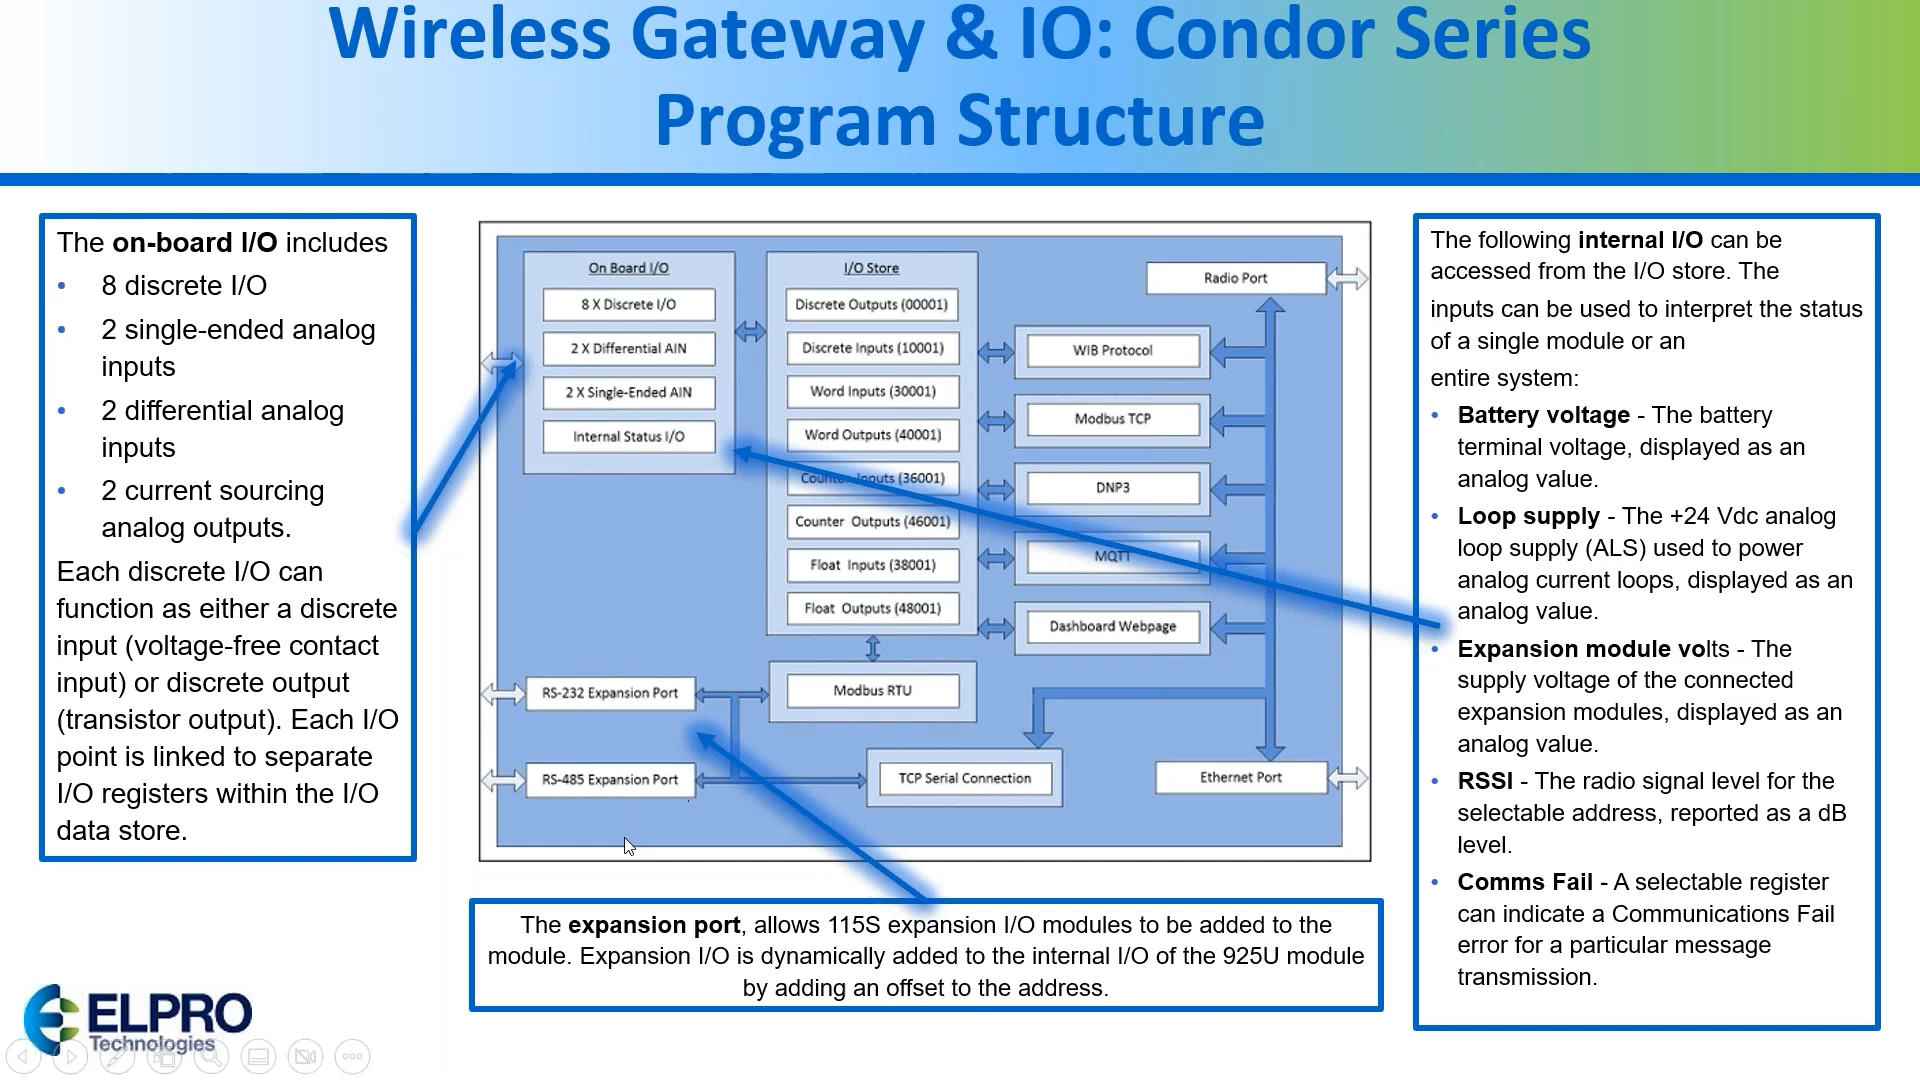 Wireless Gateway & IO: Condor Series
Program Structure
The on-board I/O includes
• 8 discrete I/O
• 2 single-ended analog
inputs
• 2 differential analog
inputs
• 2 current sourcing
analog outputs.
Each discrete I/O can
function as either a discrete
input (voltage-free contact
input) or discrete output
(transistor output). Each I/O
point is linked to separate
I/O registers within the I/O
data store.
On Board I/O
8 X Discrete I/O
2 X Differential AIN
2 X Single-Ended AIN
Internal Status I/O
I/O Store
Discrete Outputs (00001)
Discrete Inputs (10001)
Word Inputs (30001)
Word Outputs (40001)
Counter Inputs (36001)
Counter Outputs (46001)
Float Inputs (38001)
Float Outputs (48001)
Radio Port
WIB Protocol
Modbus TCP
DNP3
MQTT
Dashboard Webpage
RS-232 Expansion Port
Modbus RTU
RS-485 Expansion Port
TCP Serial Connection
Ethernet Port
The expansion port, allows 115S expansion I/O modules to be added to the
module. Expansion I/O is dynamically added to the internal I/O of the 925U module
by adding an offset to the address.
The following internal I/O can be
accessed from the I/O store. The
inputs can be used to interpret the status
of a single module or an
entire system:
• Battery voltage - The battery
terminal voltage, displayed as an
analog value.
• Loop supply - The +24 Vdc analog
loop supply (ALS) used to power
analog current loops, displayed as an
analog value.
• Expansion module volts - The
supply voltage of the connected
expansion modules, displayed as an
analog value.
• RSSI - The radio signal level for the
selectable address, reported as a dB
level.
• Comms Fail - A selectable register
can indicate a Communications Fail
error for a particular message
transmission.
ELPRO
Technologies